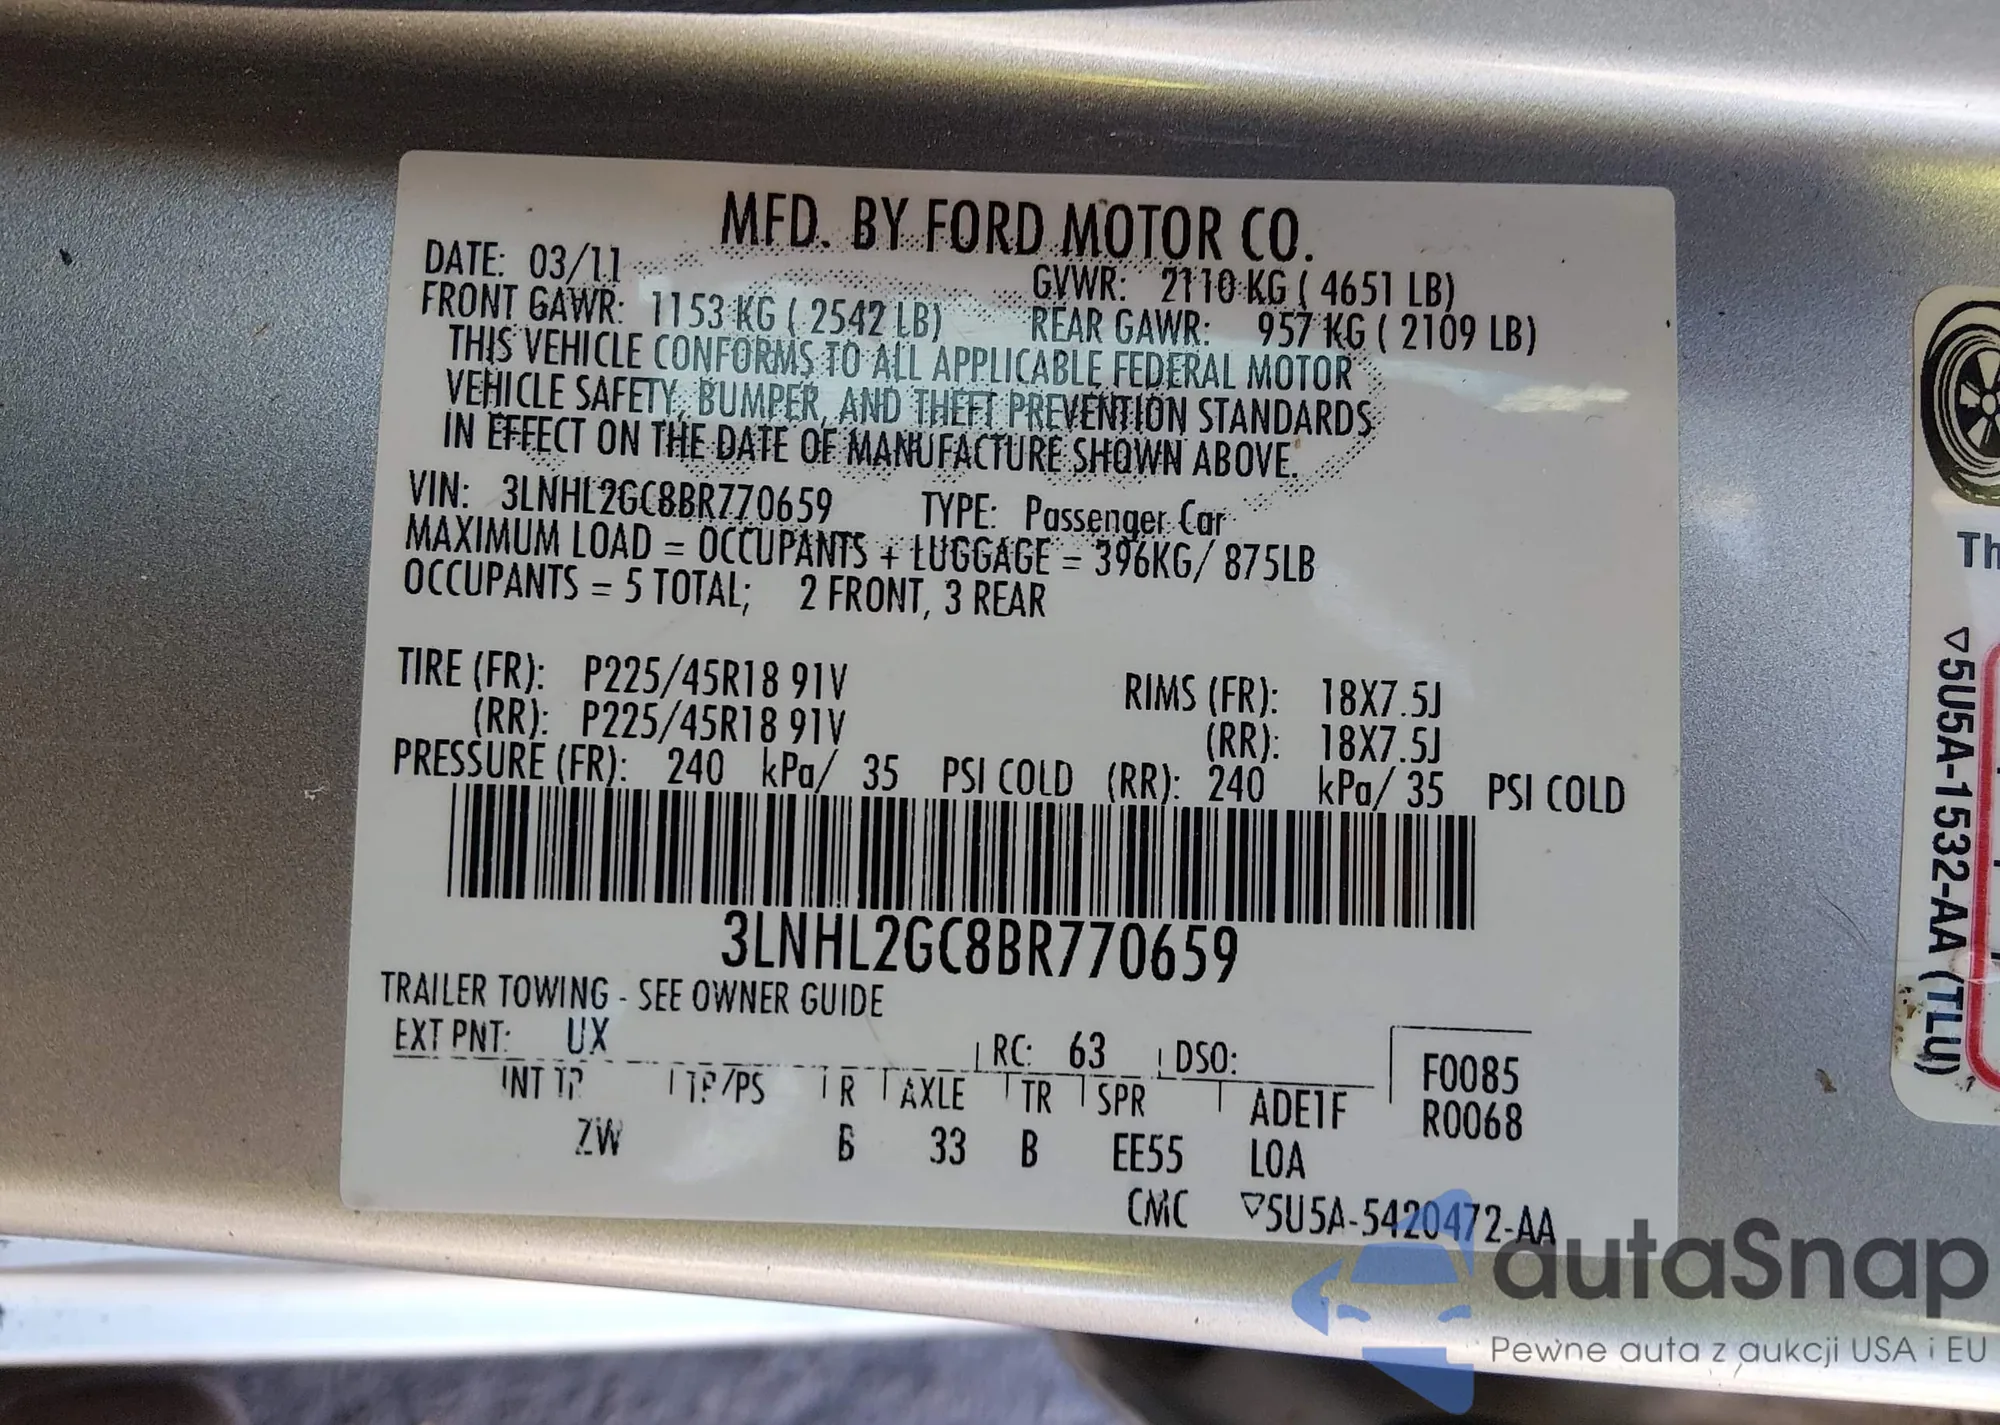 MFD. BY FORD MOTOR CO.
DATE: 03/11 GVWR: 2110 KG ( 4651 LB)
FRONT GAWR: 1153 KG ( 2542 LB) REAR GAWR: 957 KG ( 2109 LB)
THIS VEHICLE CONFORMS TO ALL APPLICABLE FEDERAL MOTOR
VEHICLE SAFETY, BUMPER, AND THEFT PREVENTION STANDARDS
IN EFFECT ON THE DATE OF MANUFACTURE SHOWN ABOVE.
VIN: 3LNHL2GC8BR770659 TYPE: Passenger Car
MAXIMUM LOAD = OCCUPANTS + LUGGAGE = 396KG/ 875LB
OCCUPANTS = 5 TOTAL; 2 FRONT, 3 REAR
TIRE (FR): P225/45R18 91V RIMS (FR): 18X7.5J
(RR): P225/45R18 91V (RR): 18X7.5J
PRESSURE (FR): 240 kPa/ 35 PSI COLD (RR): 240 kPa/ 35 PSI COLD
3LNHL2GC8BR770659
TRAILER TOWING - SEE OWNER GUIDE
EXT PNT: UX RC: 63 DSO: F0085
INT TR TP/PS R AXLE TR SPR ADE1F R0068
ZW B 33 B EE55 LOA
CMC ▽5U5A-5420472-AA
Th
▽5U5A-1532-AA (TLU)
autaSnap
Pewne auta z aukcji USA i EU